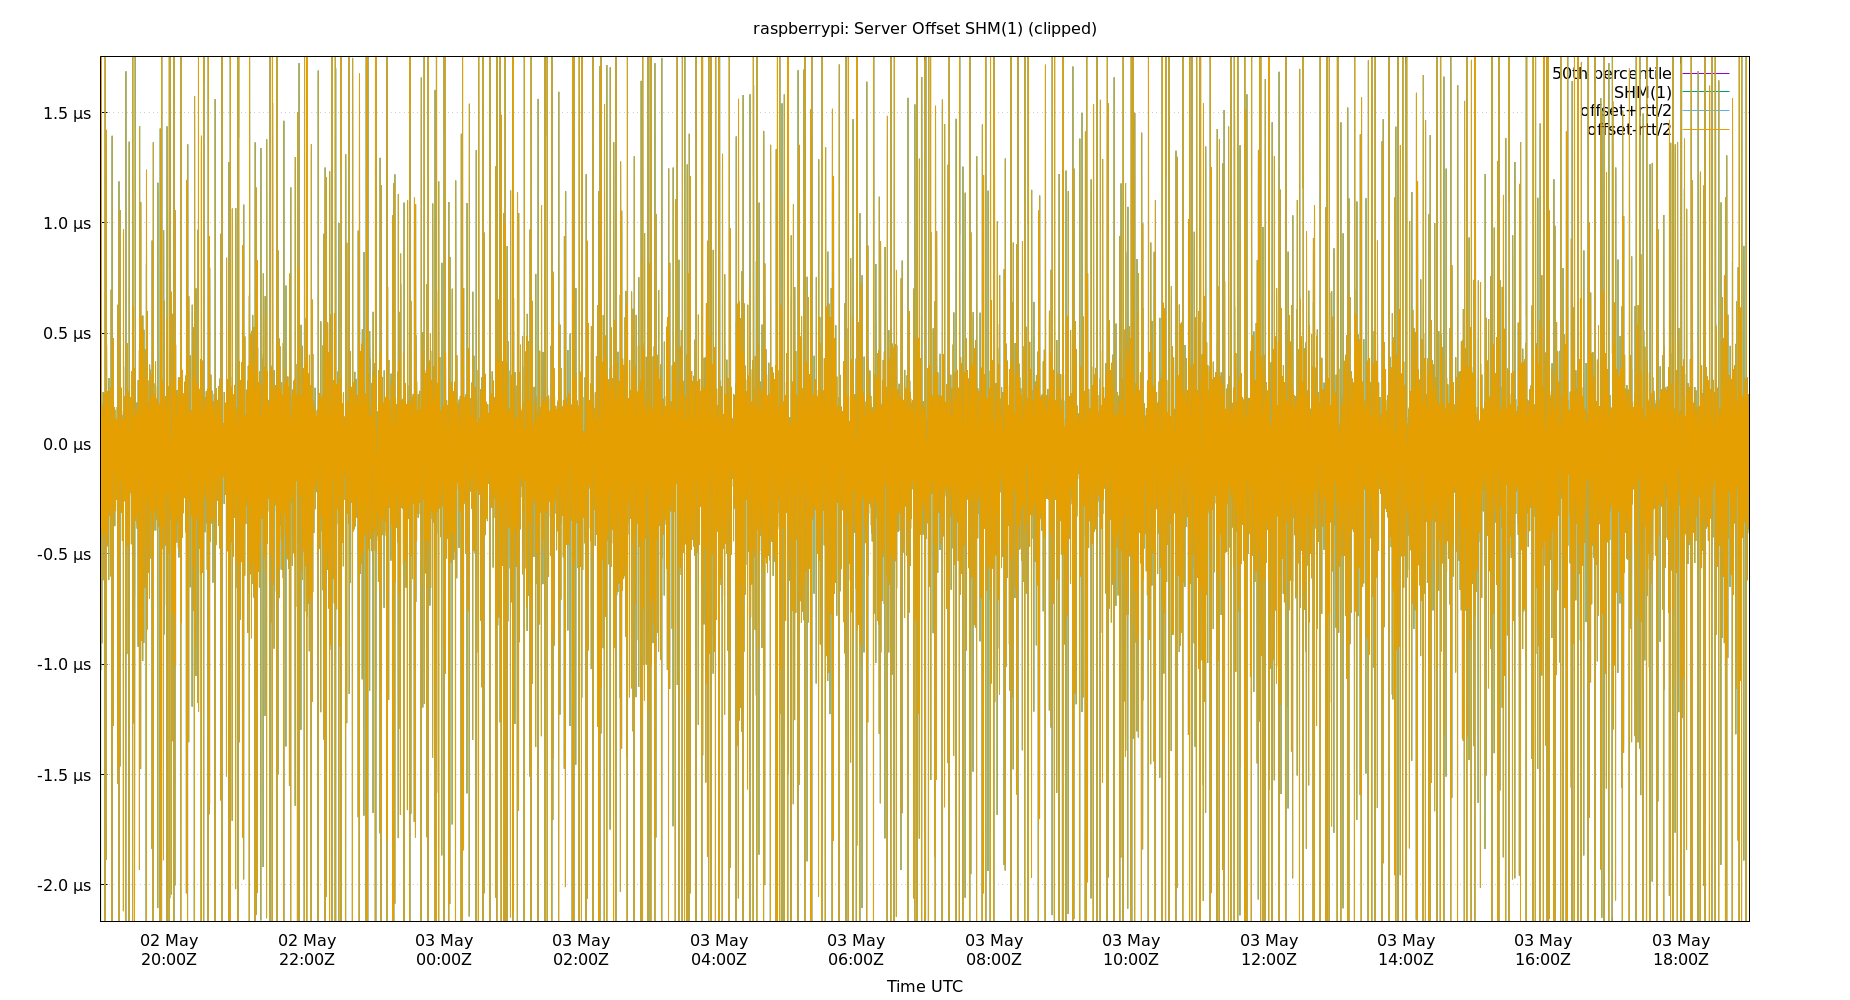 raspberrypi: Server Offset SHM(1) (clipped)
50th percentile
SHM(1)
offset+rtt/2
offset-rtt/2
1.5 µs
1.0 µs
0.5 µs
0.0 µs
-0.5 µs
-1.0 µs
-1.5 µs
-2.0 µs
02 May 02 May 03 May 03 May 03 May 03 May 03 May 03 May 03 May 03 May 03 May 03 May
20:00Z 22:00Z 00:00Z 02:00Z 04:00Z 06:00Z 08:00Z 10:00Z 12:00Z 14:00Z 16:00Z 18:00Z
Time UTC